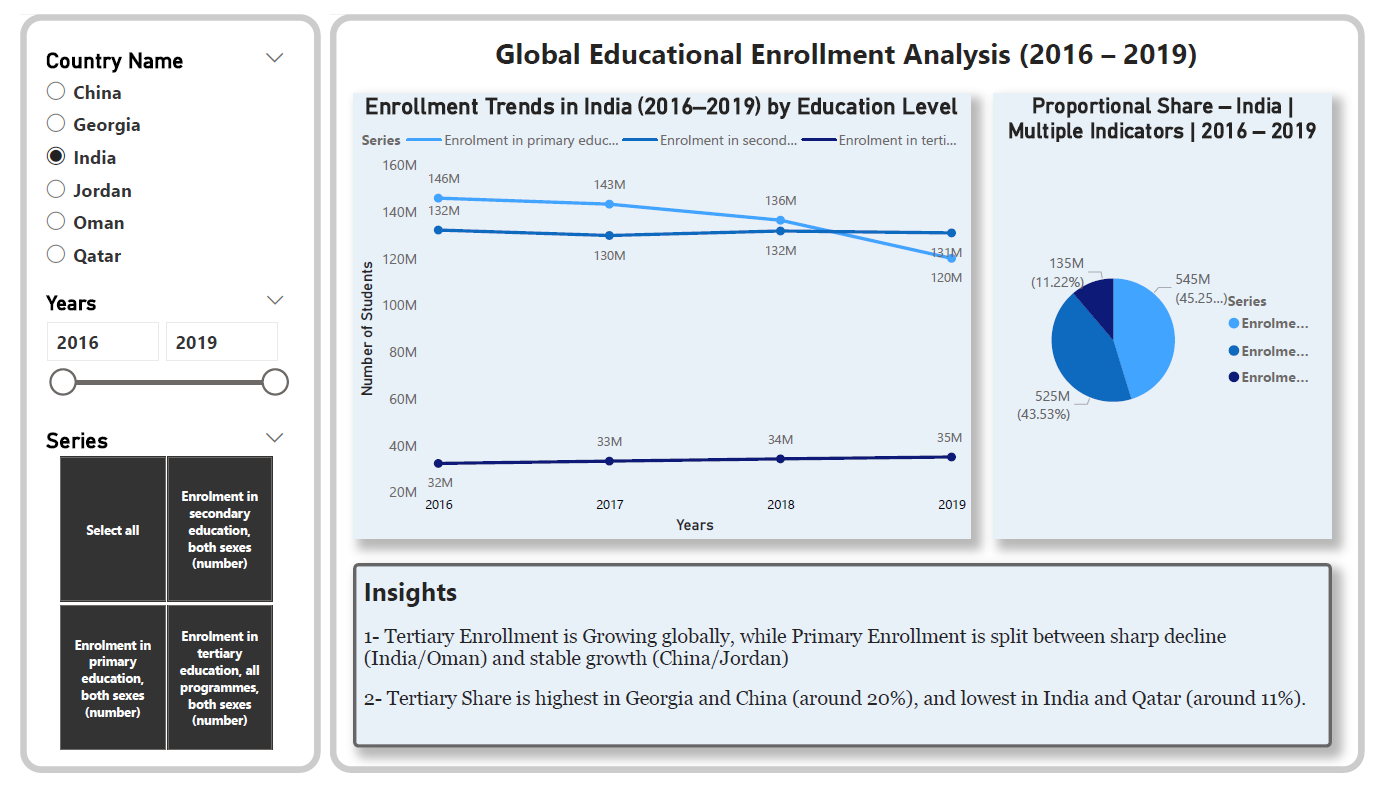 Country Name
China
Georgia
India
Jordan
Oman
Qatar
Years
2016
2019
Series
Select all
Enrolment in
secondary
education,
both sexes
(number)
Enrolment in
primary
education,
both sexes
(number)
Enrolment in
tertiary
education, all
programmes,
both sexes
(number)
Global Educational Enrollment Analysis (2016 – 2019)
Enrollment Trends in India (2016–2019) by Education Level
Series
Enrolment in primary educ...
Enrolment in second...
Enrolment in terti...
Number of Students
160M
140M
120M
100M
80M
60M
40M
20M
146M
143M
136M
120M
132M
130M
132M
131M
32M
33M
34M
35M
2016
2017
2018
2019
Years
Proportional Share – India |
Multiple Indicators | 2016 – 2019
135M
(11.22%)
545M
(45.25...)
525M
(43.53%)
Series
Enrolme...
Enrolme...
Enrolme...
Insights
1- Tertiary Enrollment is Growing globally, while Primary Enrollment is split between sharp decline
(India/Oman) and stable growth (China/Jordan)
2- Tertiary Share is highest in Georgia and China (around 20%), and lowest in India and Qatar (around 11%).